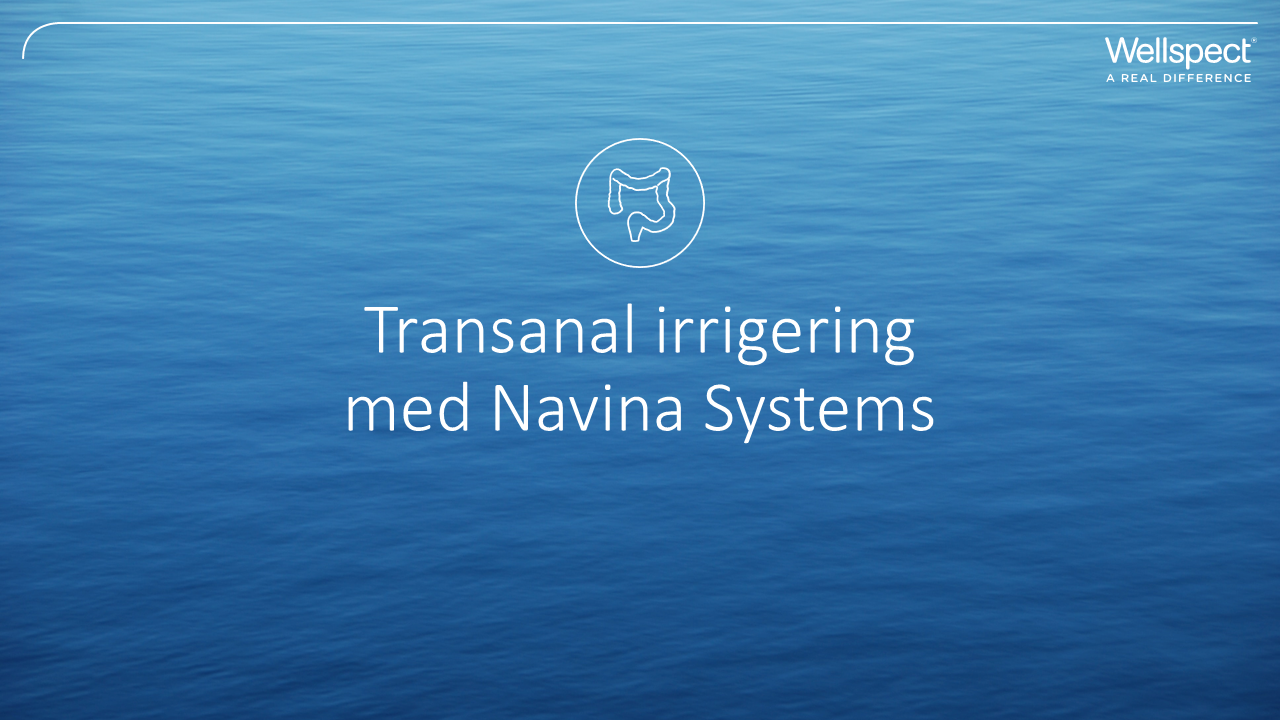 Wellspect®
A REAL DIFFERENCE
Transanal irrigering
med Navina Systems